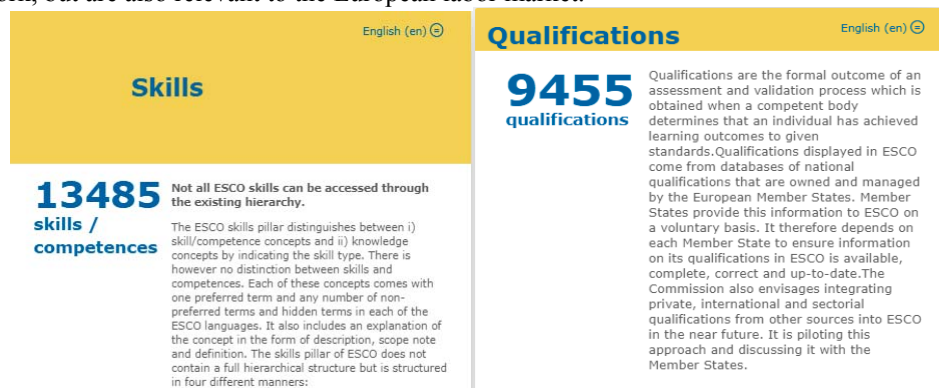 but are also relevant to the European labor market.
English (en)
Skills
13485
skills /
competences
Not all ESCO skills can be accessed through
the existing hierarchy.
The ESCO skills pillar distinguishes between i)
skill/competence concepts and ii) knowledge
concepts by indicating the skill type. There is
however no distinction between skills and
competences. Each of these concepts comes with
one preferred term and any number of non-
preferred terms and hidden terms in each of the
ESCO languages. It also includes an explanation of
the concept in the form of description, scope note
and definition. The skills pillar of ESCO does not
contain a full hierarchical structure but is structured
in four different manners:
Qualifications
English (en)
9455
qualifications
Qualifications are the formal outcome of an
assessment and validation process which is
obtained when a competent body
determines that an individual has achieved
learning outcomes to given
standards.Qualifications displayed in ESCO
come from databases of national
qualifications that are owned and managed
by the European Member States. Member
States provide this information to ESCO on
a voluntary basis. It therefore depends on
each Member State to ensure information
on its qualifications in ESCO is available,
complete, correct and up-to-date.The
Commission also envisages integrating
private, international and sectorial
qualifications from other sources into ESCO
in the near future. It is piloting this
approach and discussing it with the
Member States.